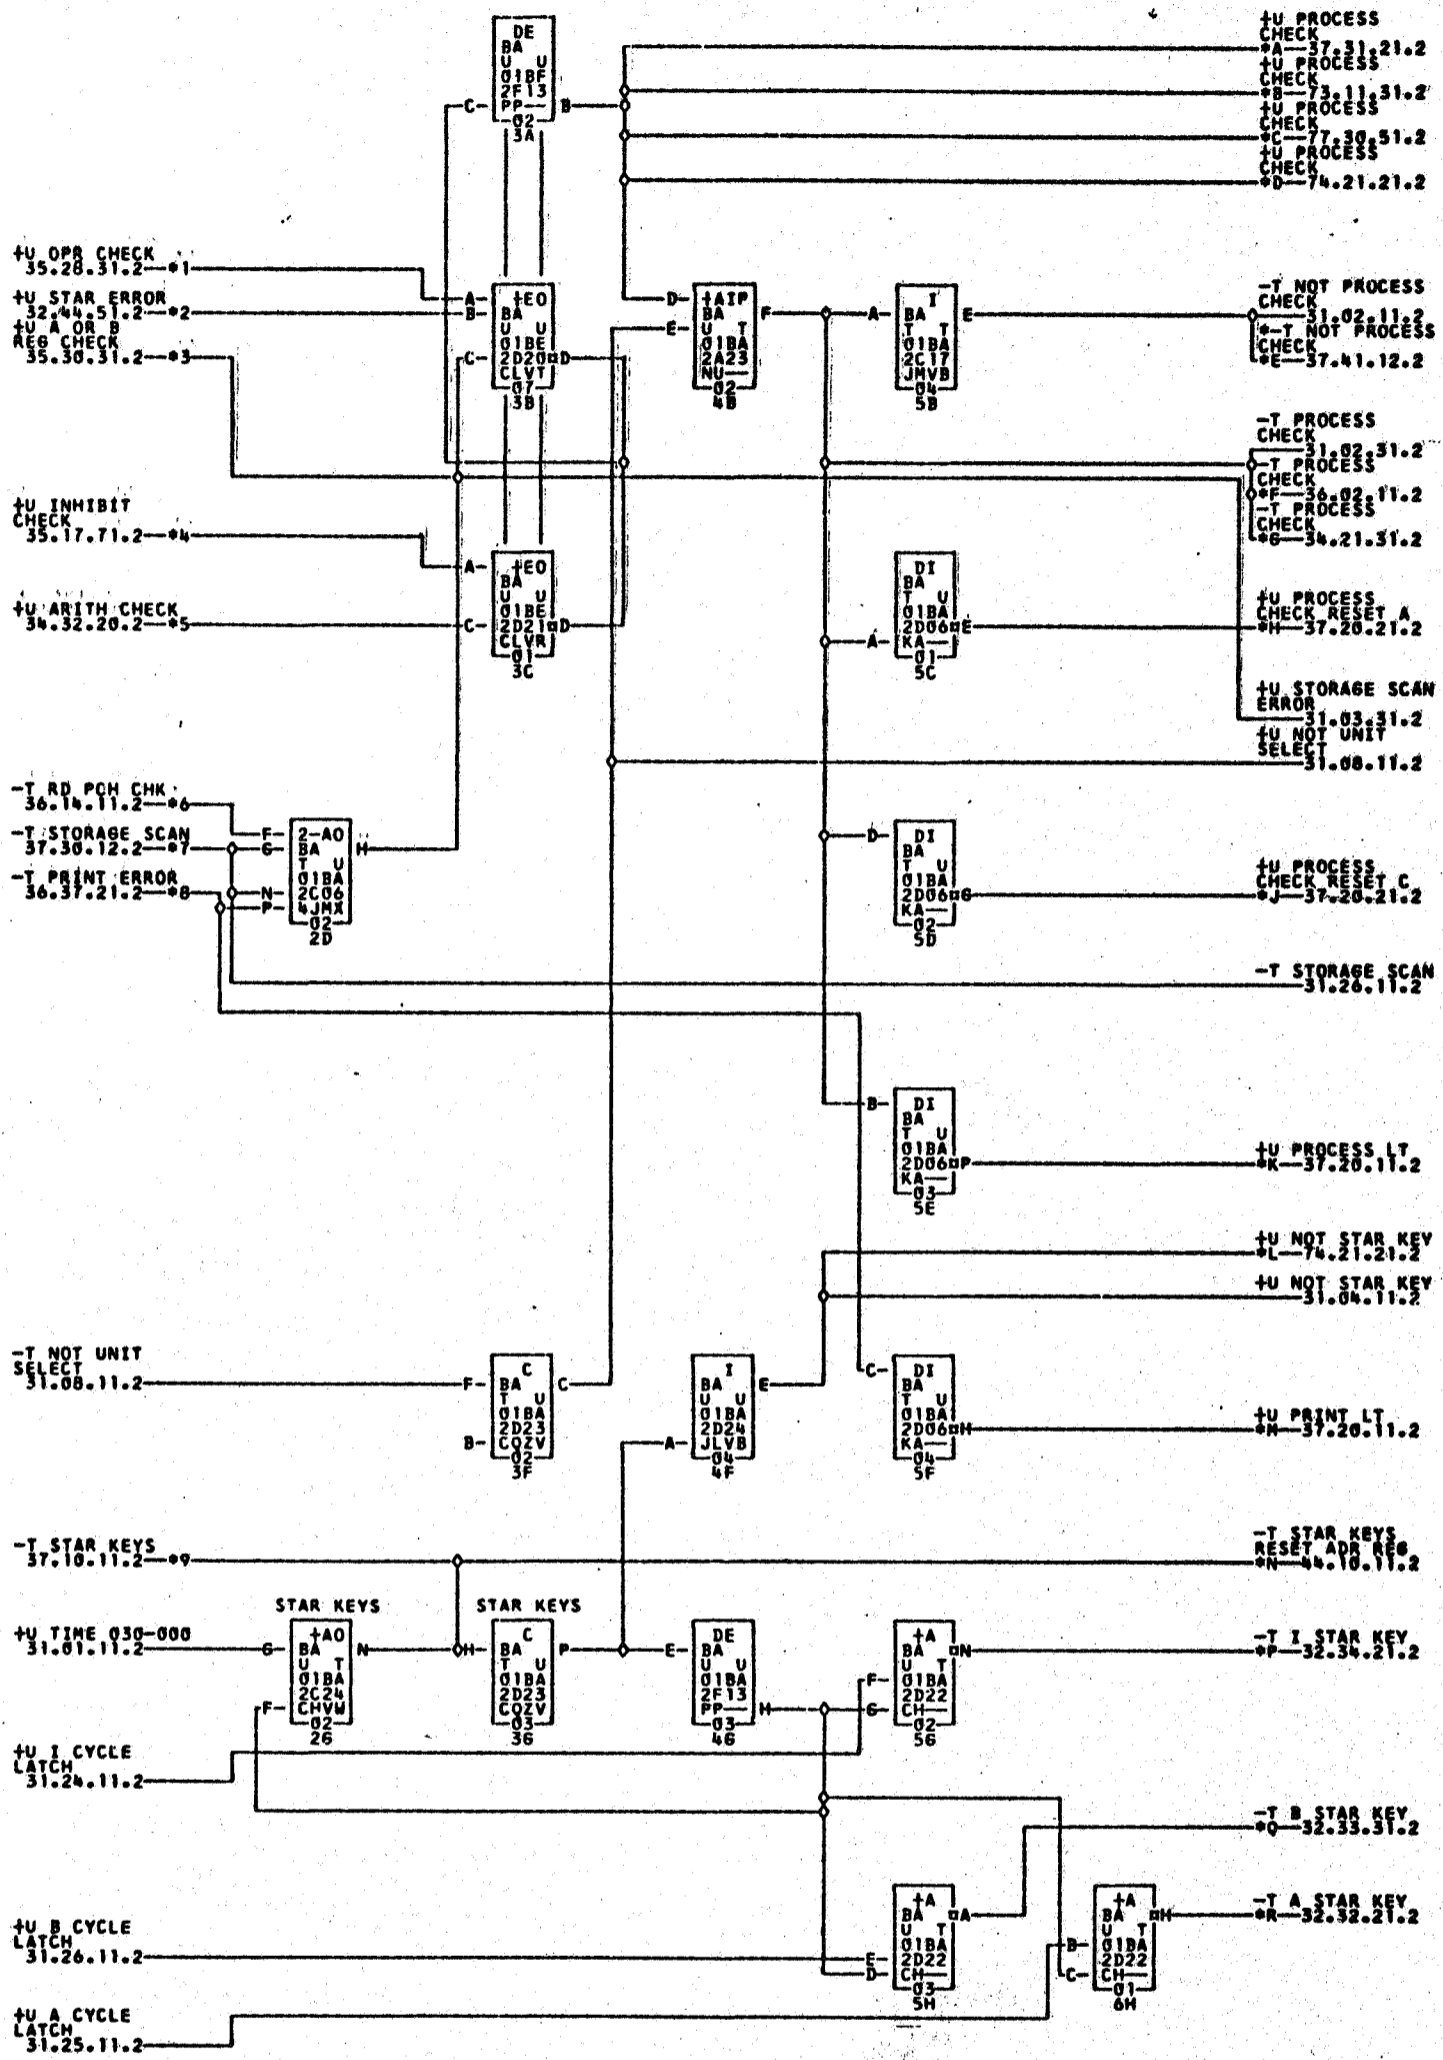 +U PROCESS
CHECK
*A—37.31.21.2
+U PROCESS
CHECK
*B—73.11.31.2
+U PROCESS
CHECK
*C—77.30.51.2
+U PROCESS
CHECK
*D—74.21.21.2
DE
BA
U U
01BF
2F13
C PP— B
02
3A
+U OPR CHECK
35.28.31.2—*1
+U STAR ERROR
32.44.51.2—*2
+U A OR B
REG CHECK
35.30.31.2—*3
A +EO
B BA
U U
01BE
C 2D20 D
CLVT
07
3B
D +AIP
BA F
E U T
01BA
2A23
NU—
02
4B
I
A BA E
T T
01BA
2C17
JMVB
04
5B
-T NOT PROCESS
CHECK
31.02.11.2
*-T NOT PROCESS
CHECK
*E—37.41.12.2
-T PROCESS
CHECK
31.02.31.2
-T PROCESS
CHECK
*F—36.02.11.2
-T PROCESS
CHECK
*G—34.21.31.2
+U INHIBIT
CHECK
35.17.71.2—*4
+U ARITH CHECK
34.32.20.2—*5
A +EO
BA
U U
01BE
C 2D21 D
CLVR
01
3C
DI
BA
T U
01BA
2D06 E
A KA—
01
5C
+U PROCESS
CHECK RESET A
*H—37.20.21.2
+U STORAGE SCAN
ERROR
31.03.31.2
+U NOT UNIT
SELECT
31.08.11.2
-T RD PCH CHK
36.14.11.2—*6
-T STORAGE SCAN
37.30.12.2—*7
-T PRINT ERROR
36.37.21.2—*8
F 2-AO
G BA H
T U
01BA
N 2C06
P 4JMX
02
2D
D DI
BA
T U
01BA
2D06 G
KA—
02
5D
+U PROCESS
CHECK RESET C
*J—37.20.21.2
-T STORAGE SCAN
31.26.11.2
B DI
BA
T U
01BA
2D06 P
KA—
03
5E
+U PROCESS LT
*K—37.20.11.2
+U NOT STAR KEY
*L—74.21.21.2
+U NOT STAR KEY
31.04.11.2
-T NOT UNIT
SELECT
31.08.11.2
C
F BA C
T U
01BA
2D23
B CQZV
02
3F
I
BA E
U U
01BA
2D24
A JLVB
04
4F
C DI
BA
T U
01BA
2D06 H
KA—
04
5F
+U PRINT LT
*M—37.20.11.2
-T STAR KEYS
37.10.11.2—*9
-T STAR KEYS
RESET ADR REG
*N—44.10.11.2
STAR KEYS
STAR KEYS
+U TIME 030-000
31.01.11.2
+AO
G BA N
U T
01BA
2C24
F CHVW
02
2G
C
H BA P
T U
01BA
2D23
CQZV
03
3G
DE
E BA
U U
01BA
2F13
PP— H
03
4G
+A
BA N
U T
F 01BA
2D22
G CH—
02
5G
-T I STAR KEY
*P—32.34.21.2
+U I CYCLE
LATCH
31.24.11.2
-T B STAR KEY
*Q—32.33.31.2
+U B CYCLE
LATCH
31.26.11.2
+A
BA A
U T
01BA
E 2D22
D CH—
03
5H
+A
BA H
U T
B 01BA
2D22
C CH—
01
6H
-T A STAR KEY
*R—32.32.21.2
+U A CYCLE
LATCH
31.25.11.2